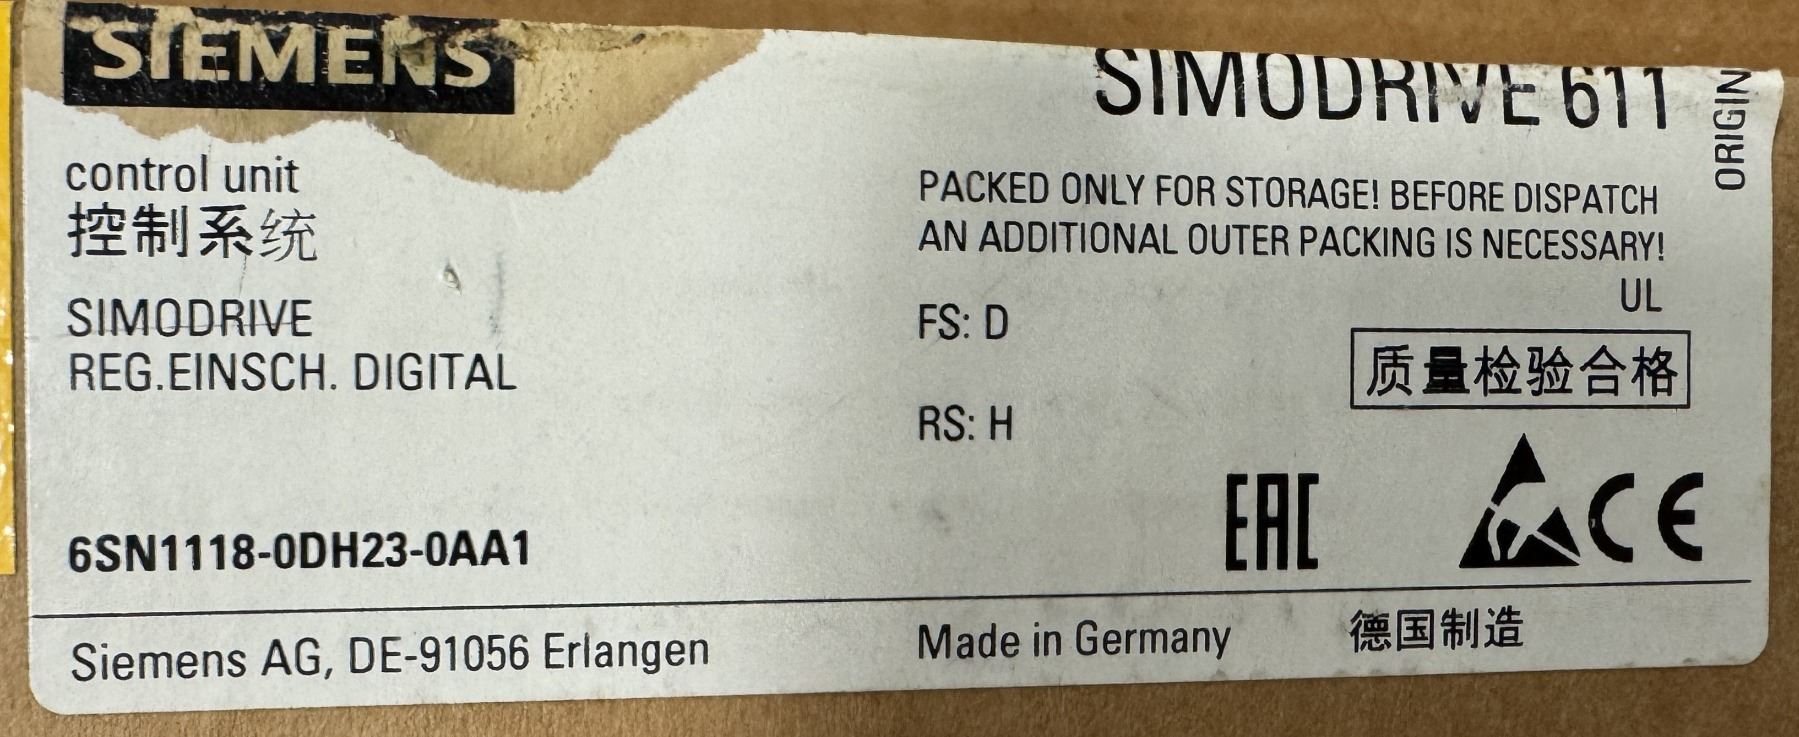 SIEMENS
SIMODRIVE 611
ORIGIN
control unit
控制系统
PACKED ONLY FOR STORAGE! BEFORE DISPATCH
AN ADDITIONAL OUTER PACKING IS NECESSARY!
UL
SIMODRIVE
REG.EINSCH. DIGITAL
FS: D
质量检验合格
RS: H
EAC
CE
6SN1118-0DH23-0AA1
Siemens AG, DE-91056 Erlangen
Made in Germany
德国制造